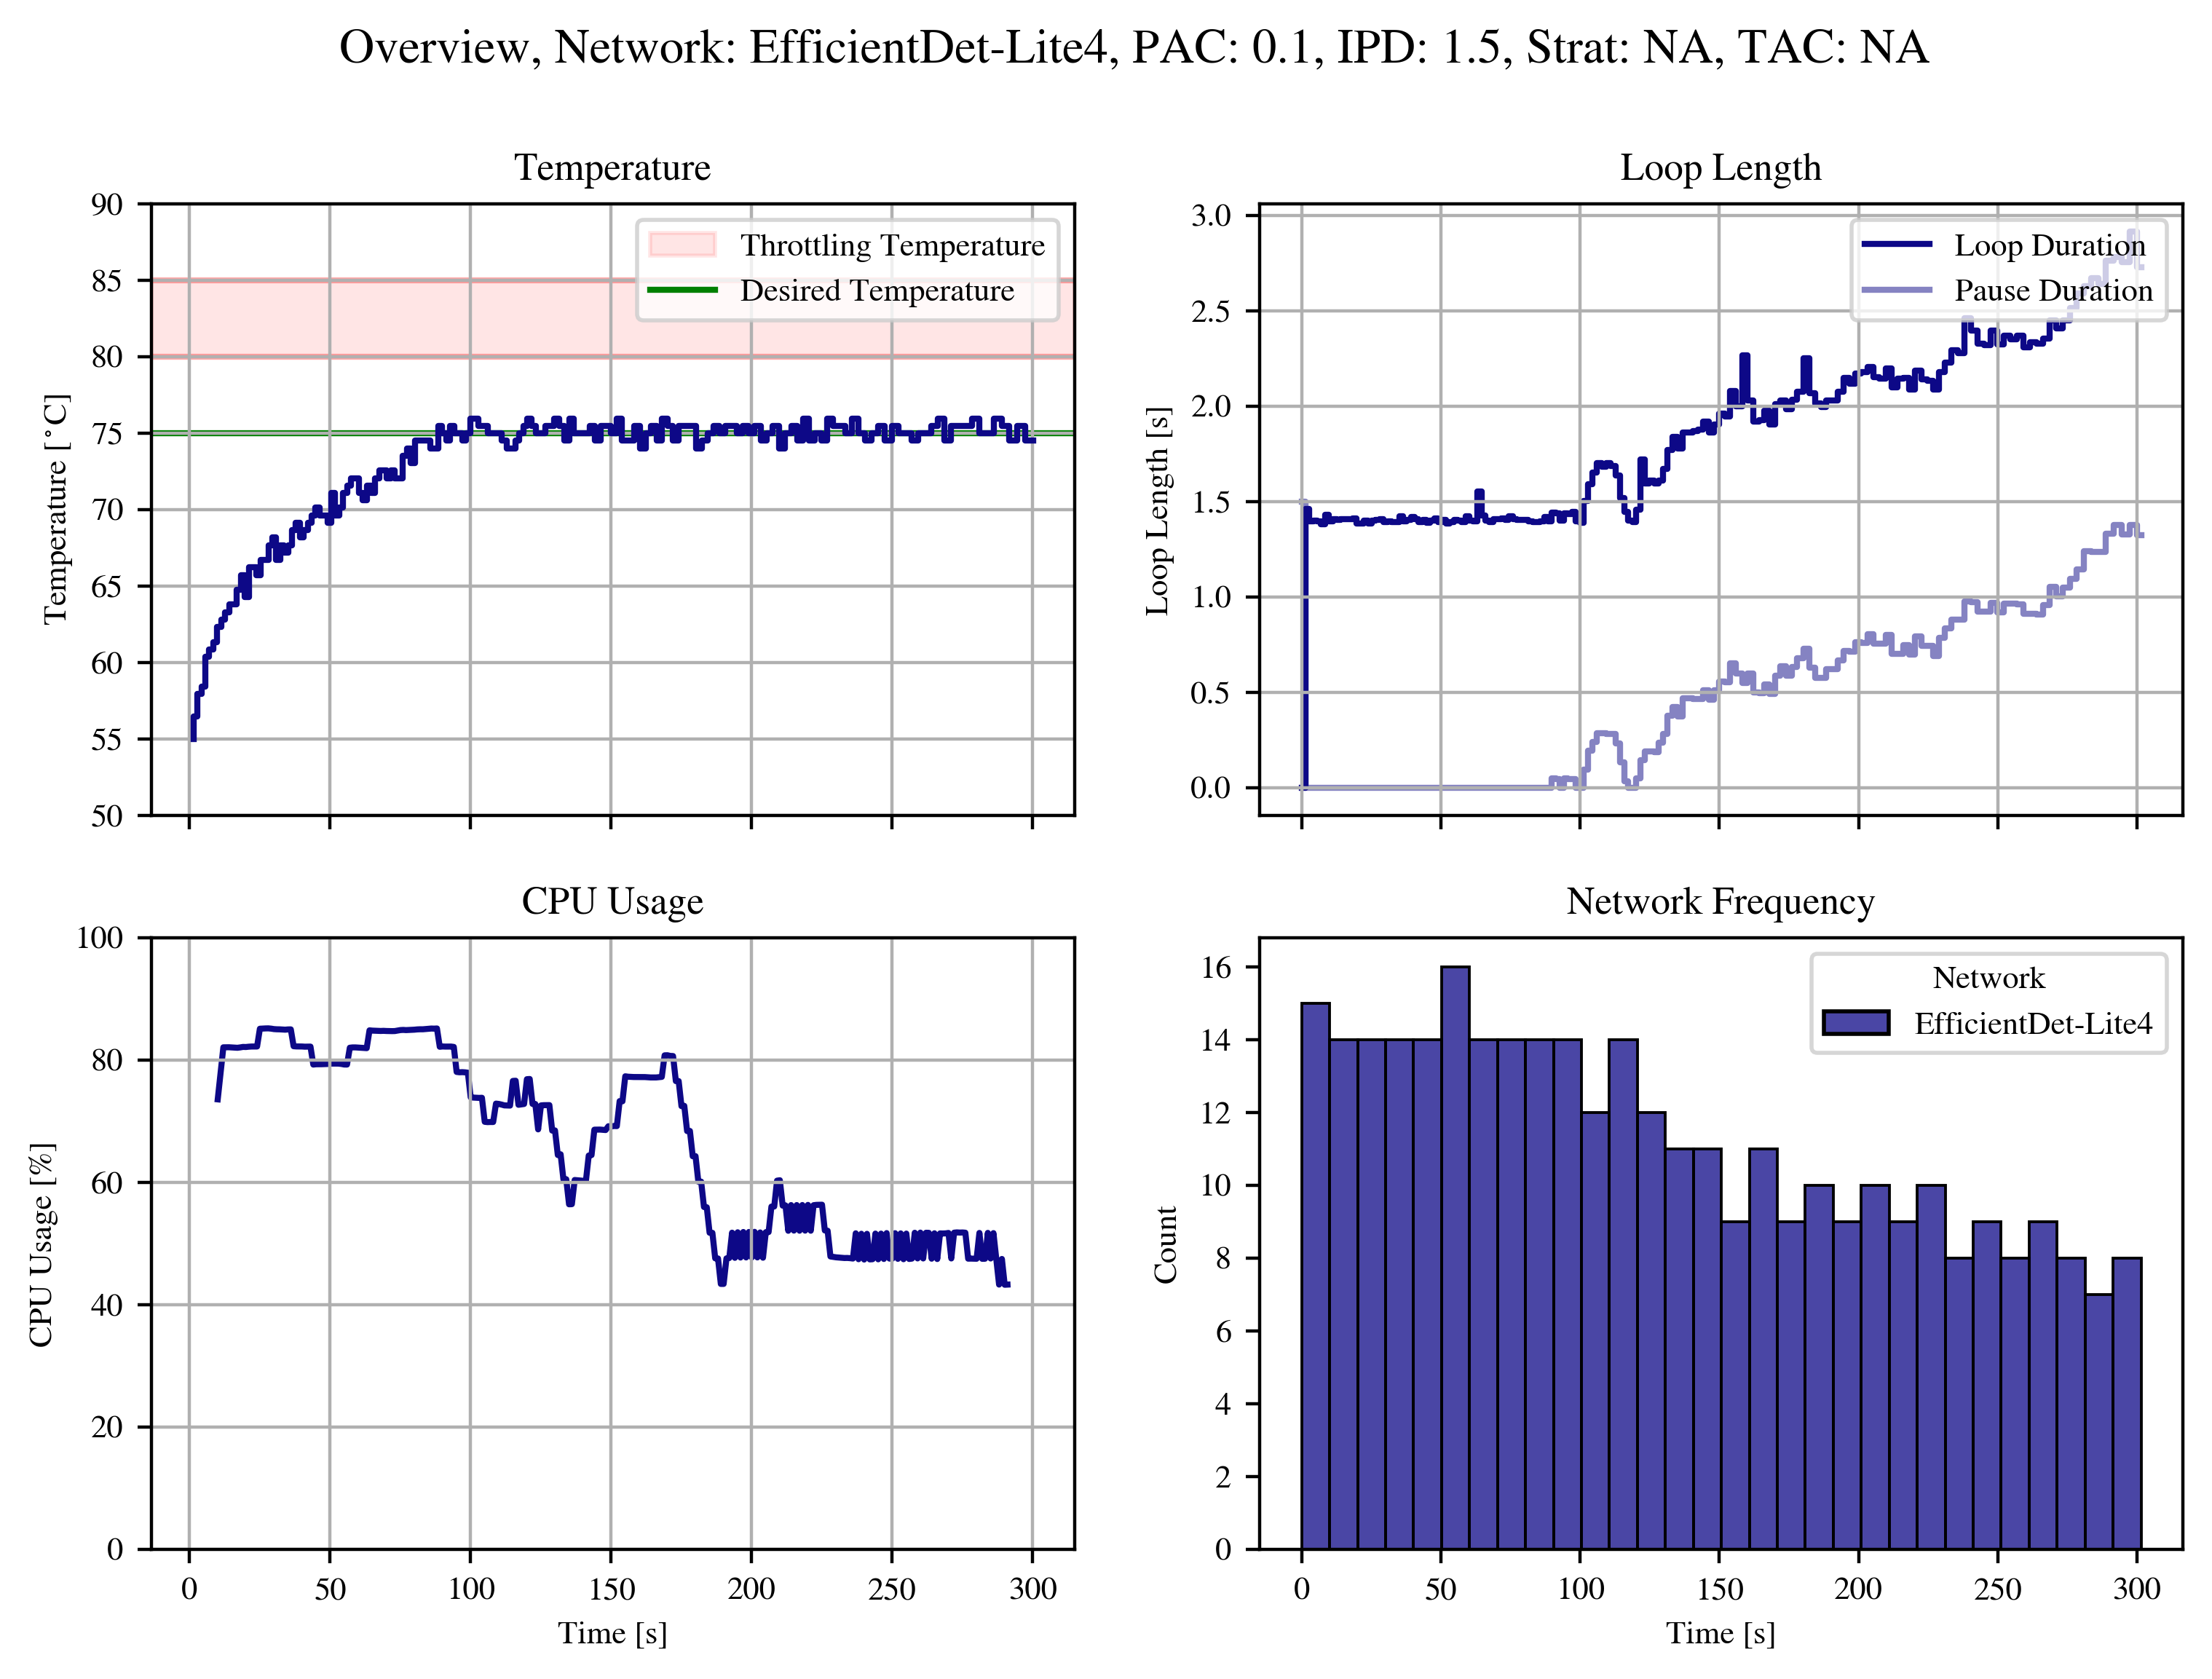 Overview, Network: EfficientDet-Lite4, PAC: 0.1, IPD: 1.5, Strat: NA, TAC: NA
Temperature
90
85
80
75
70
65
60
55
50
Temperature [°C]
Throttling Temperature
Desired Temperature
Loop Length
3.0
2.5
2.0
1.5
1.0
0.5
0.0
Loop Length [s]
Loop Duration
Pause Duration
CPU Usage
100
80
60
40
20
0
CPU Usage [%]
0 50 100 150 200 250 300
Time [s]
Network Frequency
16
14
12
10
8
6
4
2
0
Count
Network
EfficientDet-Lite4
0 50 100 150 200 250 300
Time [s]